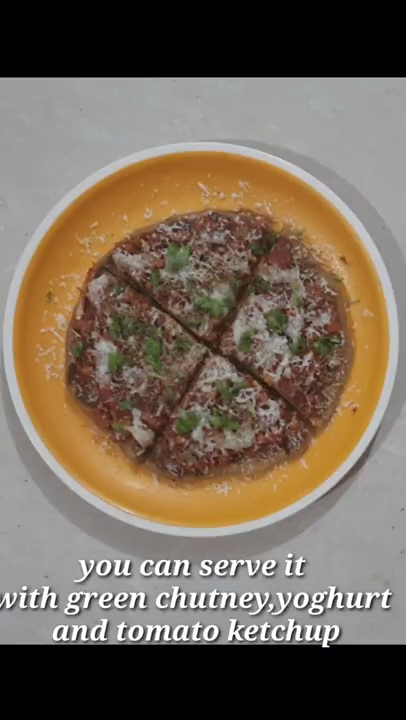 you can serve it
with green chutney,yoghurt
and tomato ketchup